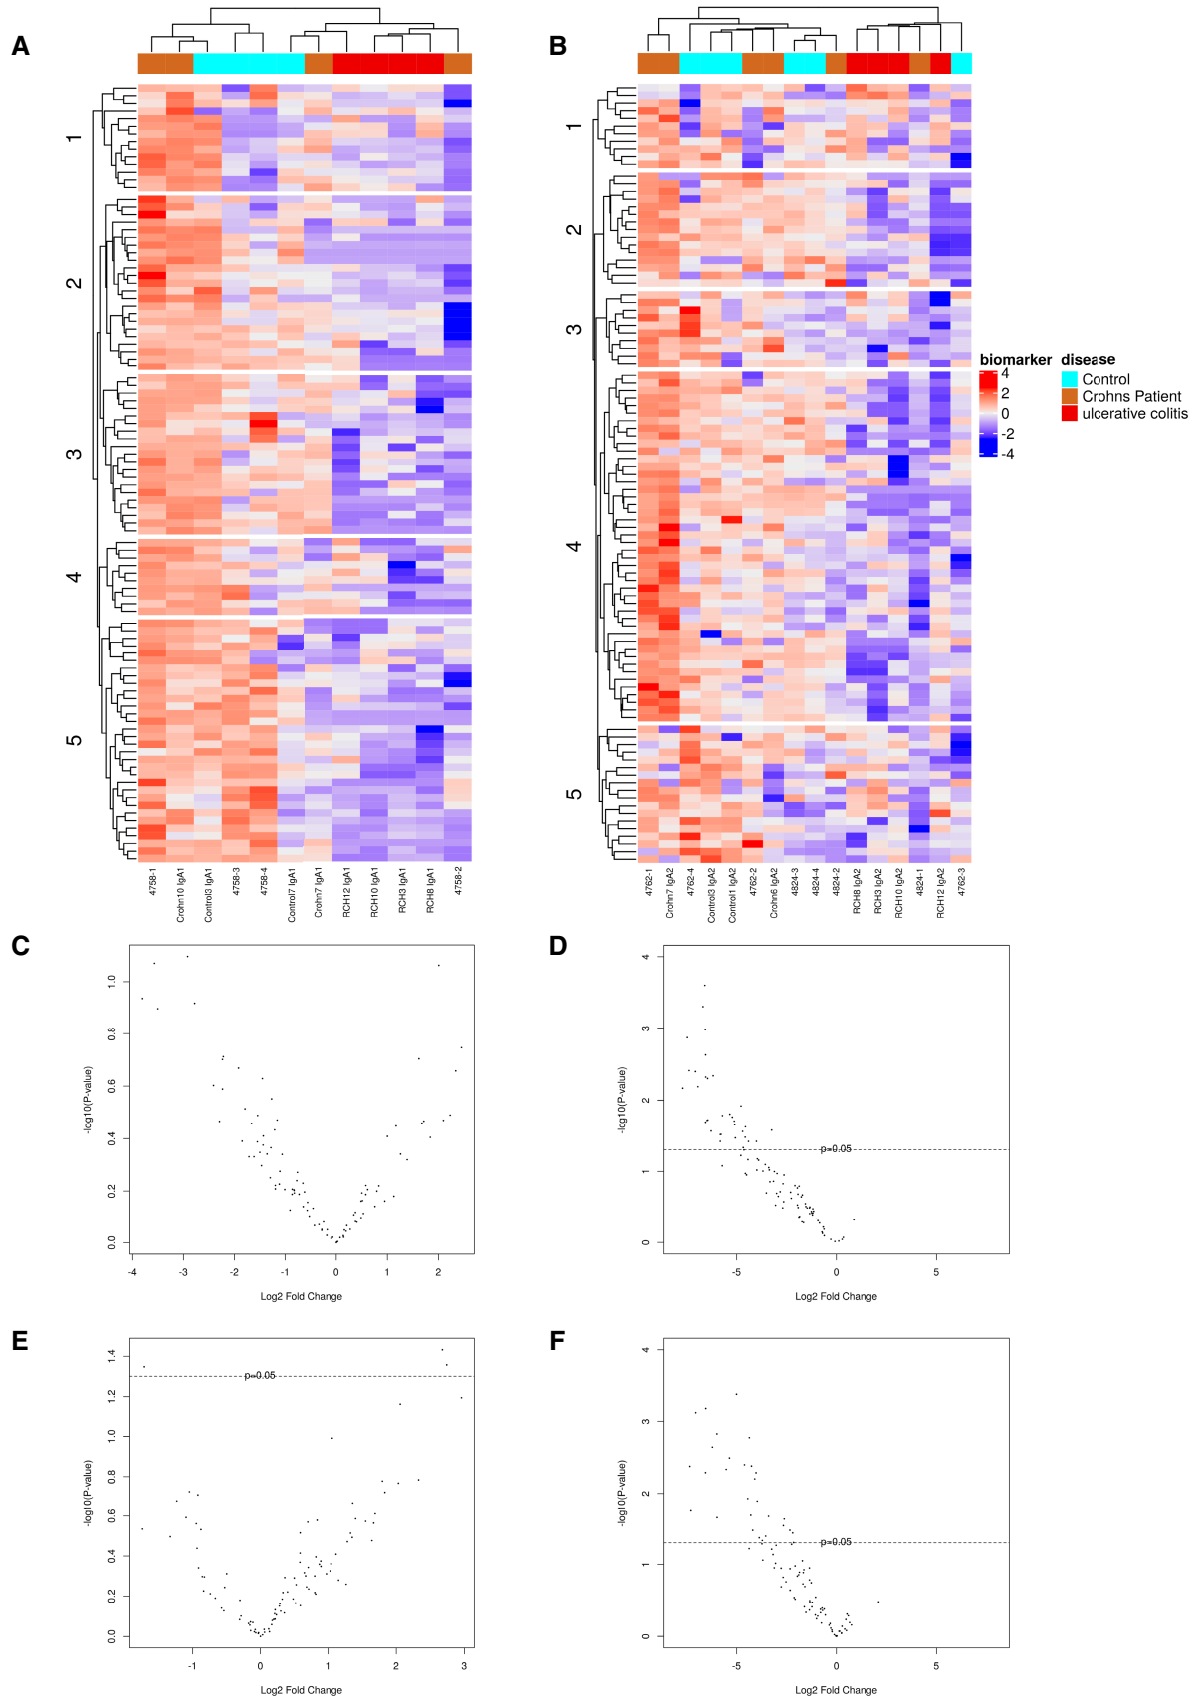 A
B
1
2
3
4
5
1
2
3
4
5
biomarker
4
2
0
-2
-4
disease
Control
Crohns Patient
ulcerative colitis
4758-1
Crohn10 IgA1
Control3 IgA1
4758-3
4758-4
Control7 IgA1
Crohn7 IgA1
RCH12 IgA1
RCH10 IgA1
RCH3 IgA1
RCH8 IgA1
4758-2
4762-1
Crohn7 IgA2
4762-4
Control3 IgA2
Control1 IgA2
4762-2
Crohn6 IgA2
4824-3
4824-4
4824-2
RCH8 IgA2
RCH3 IgA2
RCH10 IgA2
4824-1
RCH12 IgA2
4762-3
C
-log10(P-value)
1.0
0.8
0.6
0.4
0.2
0.0
-4 -3 -2 -1 0 1 2
Log2 Fold Change
D
-log10(P-value)
4
3
2
1
0
p=0.05
-5 0 5
Log2 Fold Change
E
-log10(P-value)
1.4
1.2
1.0
0.8
0.6
0.4
0.2
0.0
p=0.05
-1 0 1 2 3
Log2 Fold Change
F
-log10(P-value)
4
3
2
1
0
p=0.05
-5 0 5
Log2 Fold Change